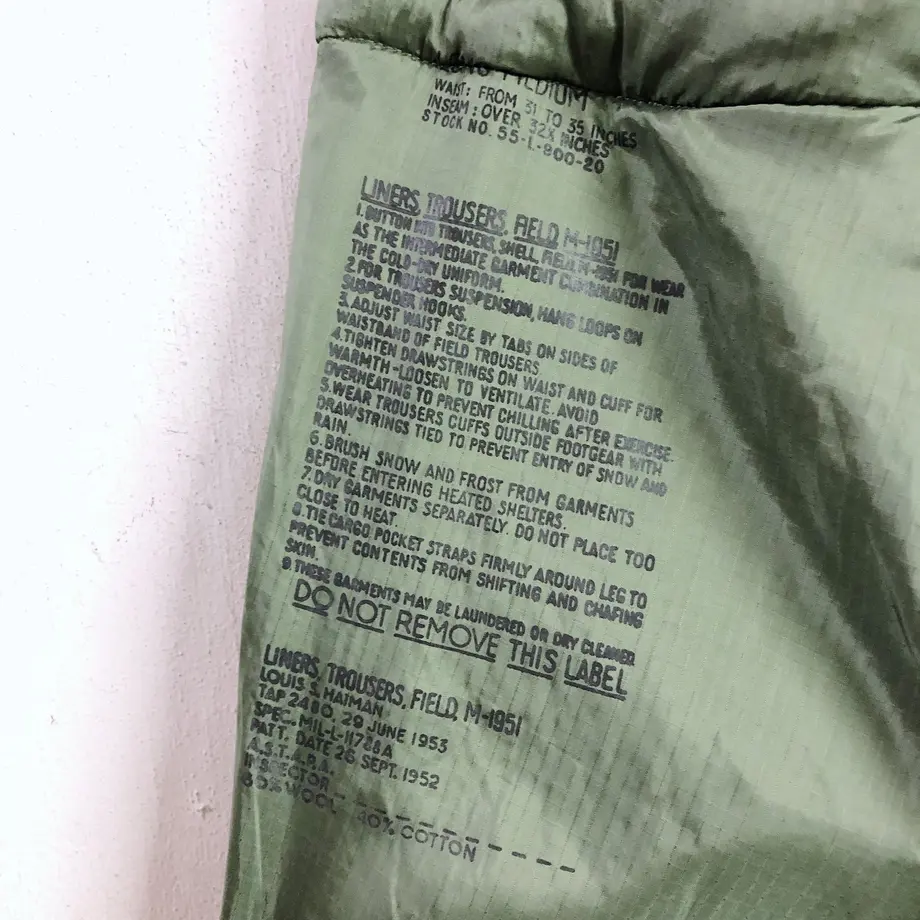 MEDIUM
WAIST: FROM 31 TO 35 INCHES
INSEAM: OVER 32½ INCHES
STOCK NO. 55-L-800-20
LINERS, TROUSERS, FIELD, M-1951
1. BUTTON INTO TROUSERS, SHELL, FIELD, M-1951 FOR WEAR
AS THE INTERMEDIATE GARMENT COMBINATION IN
THE COLD-DRY UNIFORM.
2. FOR TROUSERS SUSPENSION, HANG LOOPS ON
SUSPENDER HOOKS.
3. ADJUST WAIST SIZE BY TABS ON SIDES OF
WAISTBAND OF FIELD TROUSERS
4. TIGHTEN DRAWSTRINGS ON WAIST AND CUFF FOR
WARMTH-LOOSEN TO VENTILATE. AVOID
OVERHEATING TO PREVENT CHILLING AFTER EXERCISE.
5. WEAR TROUSERS CUFFS OUTSIDE FOOTGEAR WITH
DRAWSTRINGS TIED TO PREVENT ENTRY OF SNOW AND
RAIN.
6. BRUSH SNOW AND FROST FROM GARMENTS
BEFORE ENTERING HEATED SHELTERS.
7. DRY GARMENTS SEPARATELY. DO NOT PLACE TOO
CLOSE TO HEAT.
8. TIE CARGO POCKET STRAPS FIRMLY AROUND LEG TO
PREVENT CONTENTS FROM SHIFTING AND CHAFING
SKIN.
9 THESE GARMENTS MAY BE LAUNDERED OR DRY CLEANED
DO NOT REMOVE THIS LABEL
LINERS, TROUSERS, FIELD, M-1951
LOUIS S. HAIMAN
TAP 2480, 29 JUNE 1953
SPEC. MIL-L-11728A
PATT. DATE 26 SEPT. 1952
INSPECTOR
60% WOOL 40% COTTON